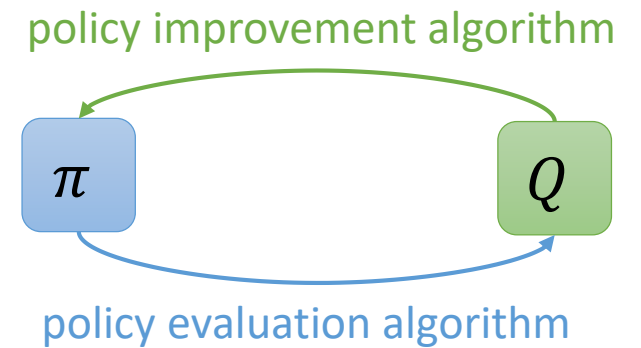 policy improvement algorithm
π
Q
policy evaluation algorithm